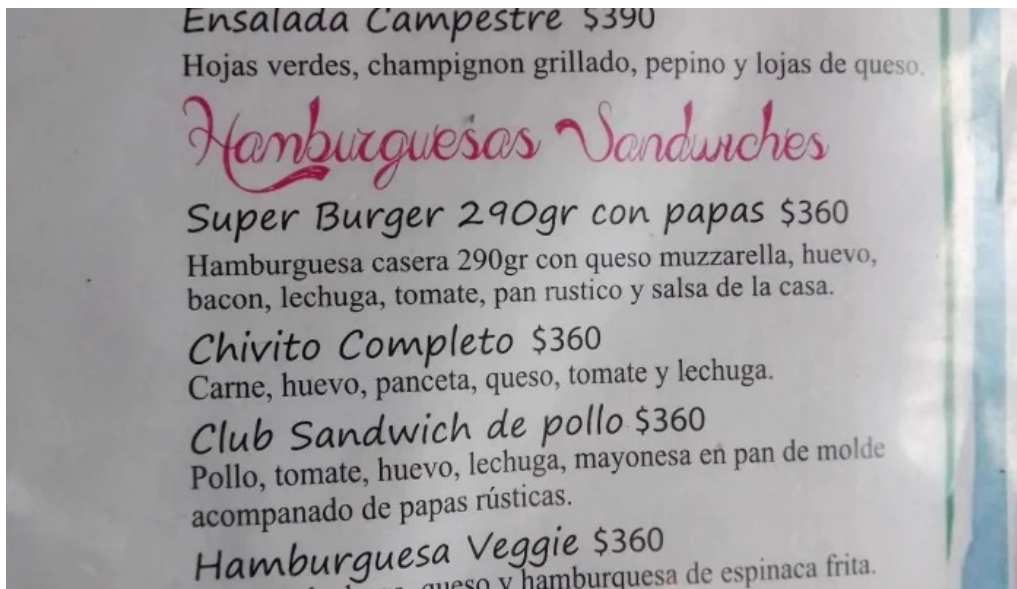 Ensalada Campestre $390
Hojas verdes, champignon grillado, pepino y lojas de queso.
Hamburguesas Sandwiches
Super Burger 290gr con papas $360
Hamburguesa casera 290gr con queso muzzarella, huevo,
bacon, lechuga, tomate, pan rustico y salsa de la casa.
Chivito Completo $360
Carne, huevo, panceta, queso, tomate y lechuga.
Club Sandwich de pollo $360
Pollo, tomate, huevo, lechuga, mayonesa en pan de molde
acompanado de papas rústicas.
Hamburguesa Veggie $360
queso y hamburguesa de espinaca frita.